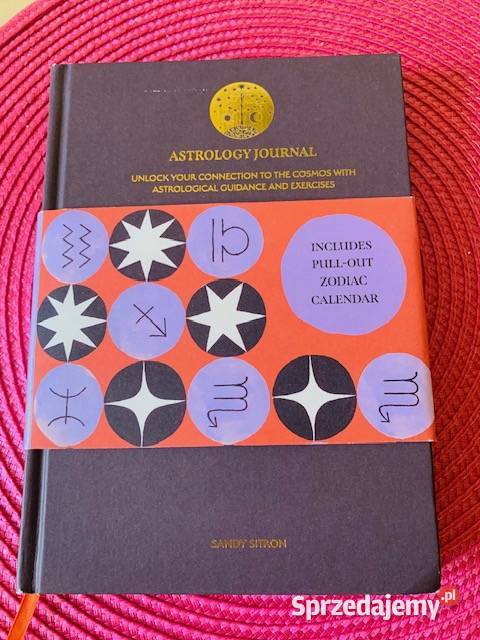 ASTROLOGY JOURNAL
UNLOCK YOUR CONNECTION TO THE COSMOS WITH
ASTROLOGICAL GUIDANCE AND EXERCISES
INCLUDES
PULL-OUT
ZODIAC
CALENDAR
SANDY SITRON
Sprzedajemy.pl